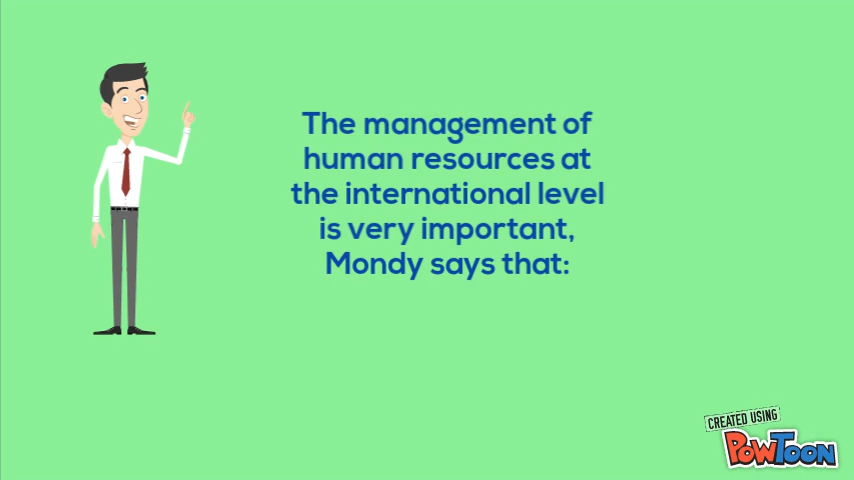 The management of
human resources at
the international level
is very important,
Mondy says that:
CREATED USING
POWTOON